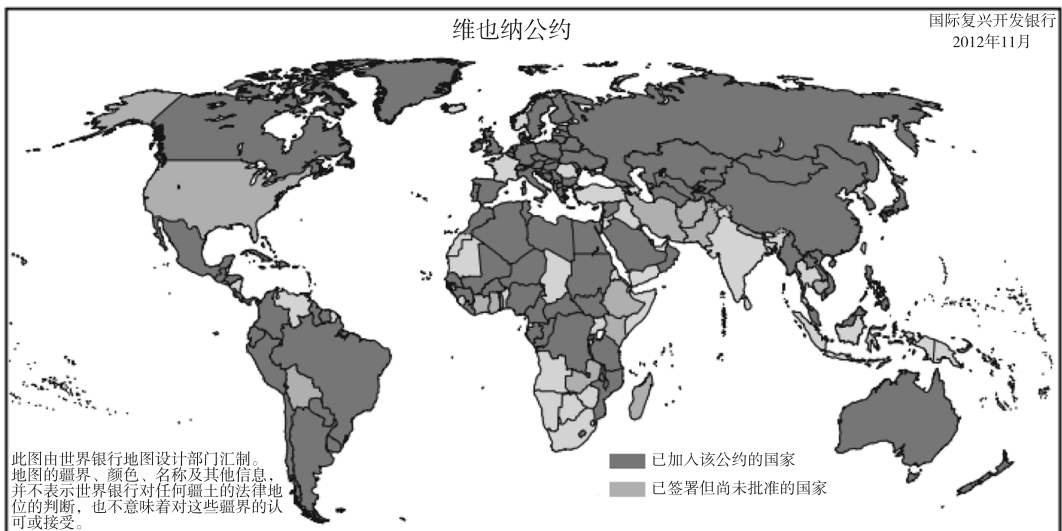 维也纳公约
国际复兴开发银行
2012年11月
此图由世界银行地图设计部门汇制。
地图的疆界、颜色、名称及其他信息,
并不表示世界银行对任何疆土的法律地
位的判断，也不意味着对这些疆界的认
可或接受。
已加入该公约的国家
已签署但尚未批准的国家